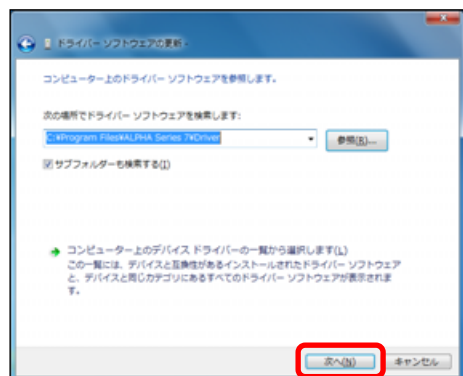 ドライバー ソフトウェアの更新 -
コンピューター上のドライバー ソフトウェアを参照します。
次の場所でドライバー ソフトウェアを検索します:
C:¥Program Files¥ALPHA Series 7¥Driver
参照(R)...
サブフォルダーも検索する(I)
コンピューター上のデバイス ドライバーの一覧から選択します(L)
この一覧には、デバイスと互換性があるインストールされたドライバー ソフトウェア
と、デバイスと同じカテゴリにあるすべてのドライバー ソフトウェアが表示されま
す。
次へ(N)
キャンセル